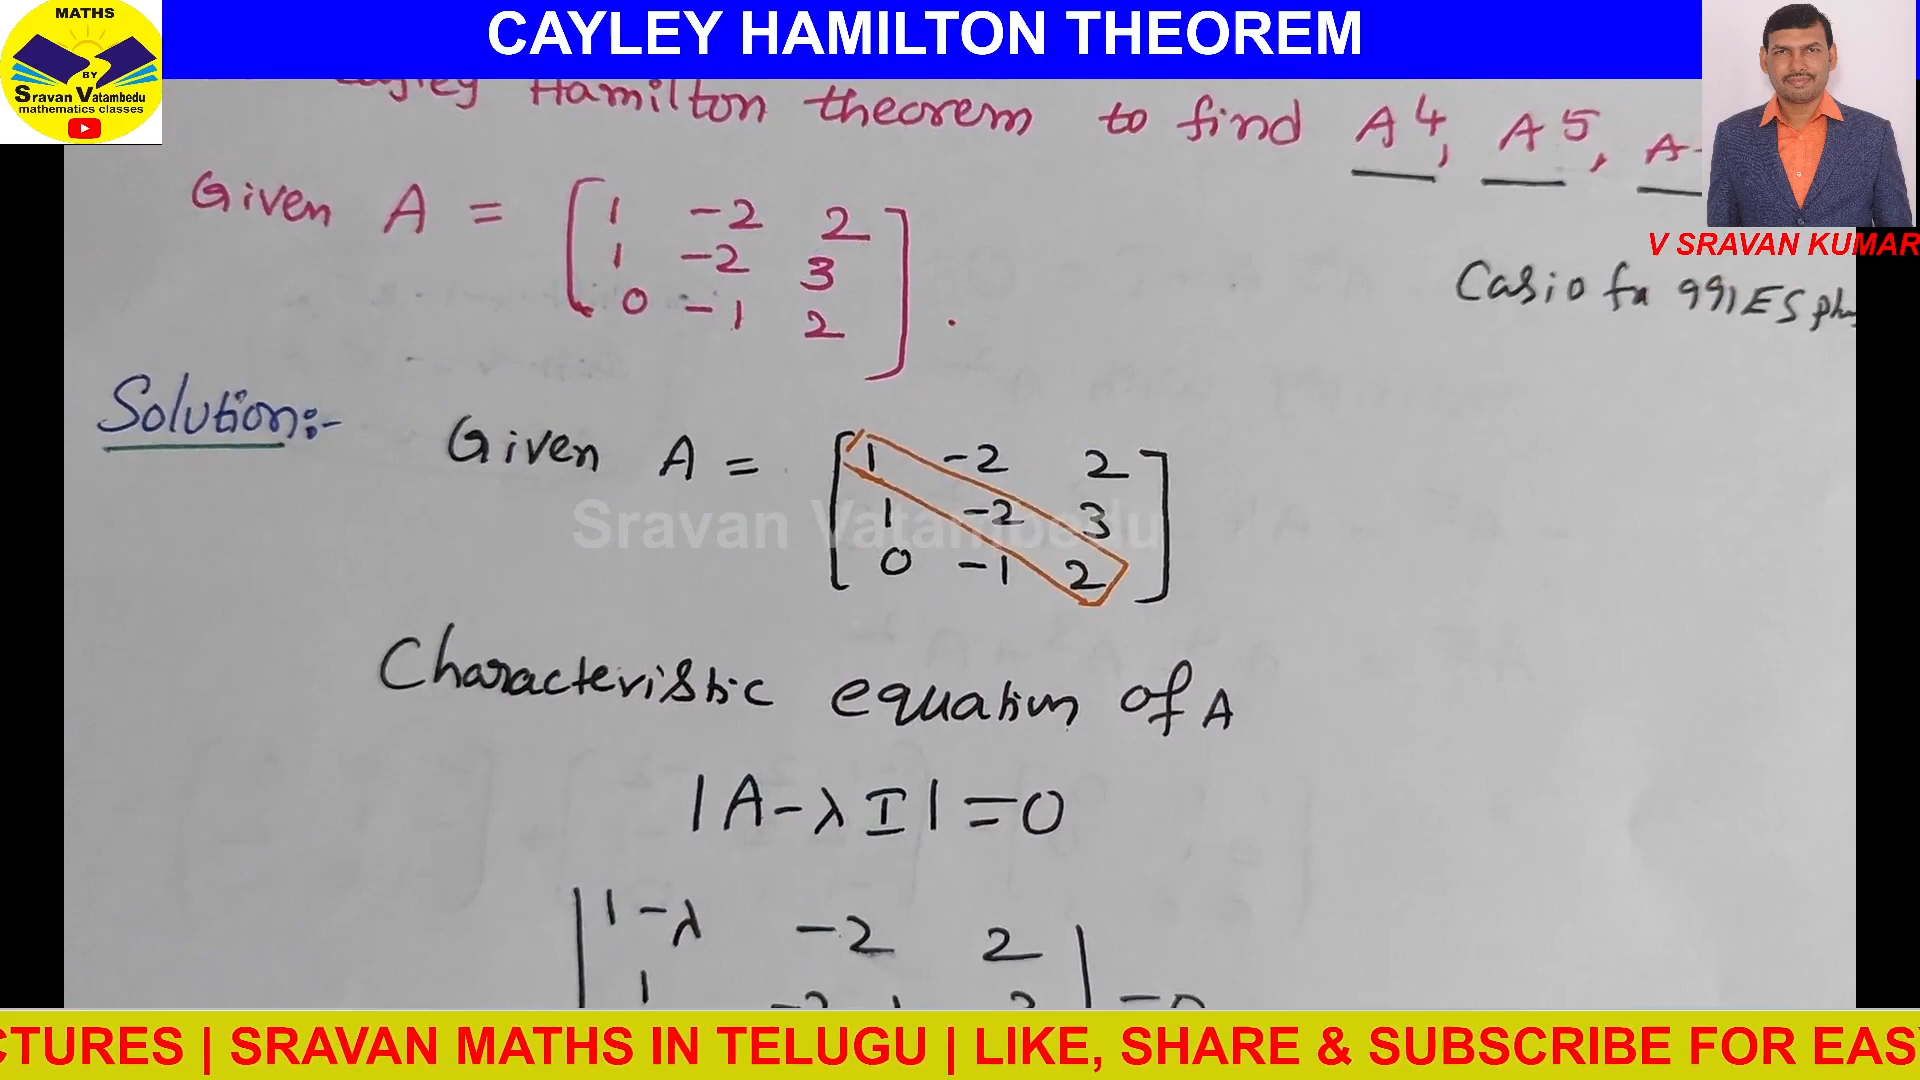 MATHS
BY
Sravan Vatambedu
mathematics classes
CAYLEY HAMILTON THEOREM
Hamilton theorem to find A4, A5, A-
V SRAVAN KUMAR
Given A = [ 1 -2 2
1 -2 3
0 -1 2 ] .
Casio fx 991ES
Solution:-
Given A = [ 1 -2 2
1 -2 3
0 -1 2 ]
Sravan Vatambedu
Characteristic equation of A
|A-λI|=0
| 1-λ -2 2 |
1
CTURES | SRAVAN MATHS IN TELUGU | LIKE, SHARE & SUBSCRIBE FOR EAS